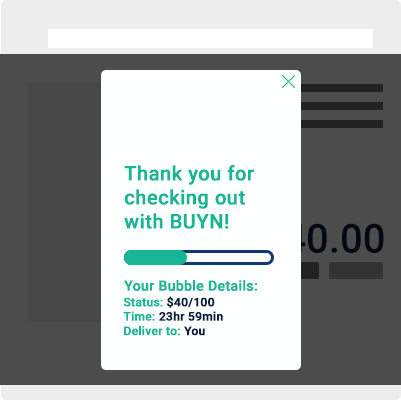 Thank you for
checking out
with BUYN!
40.00
Your Bubble Details:
Status: $40/100
Time: 23hr 59min
Deliver to: You